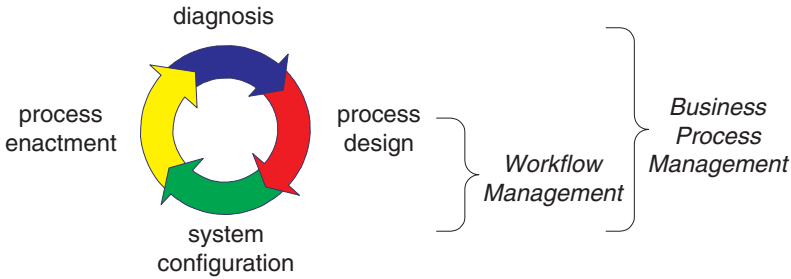 diagnosis
process
enactment
process
design
system
configuration
Workflow
Management
Business
Process
Management